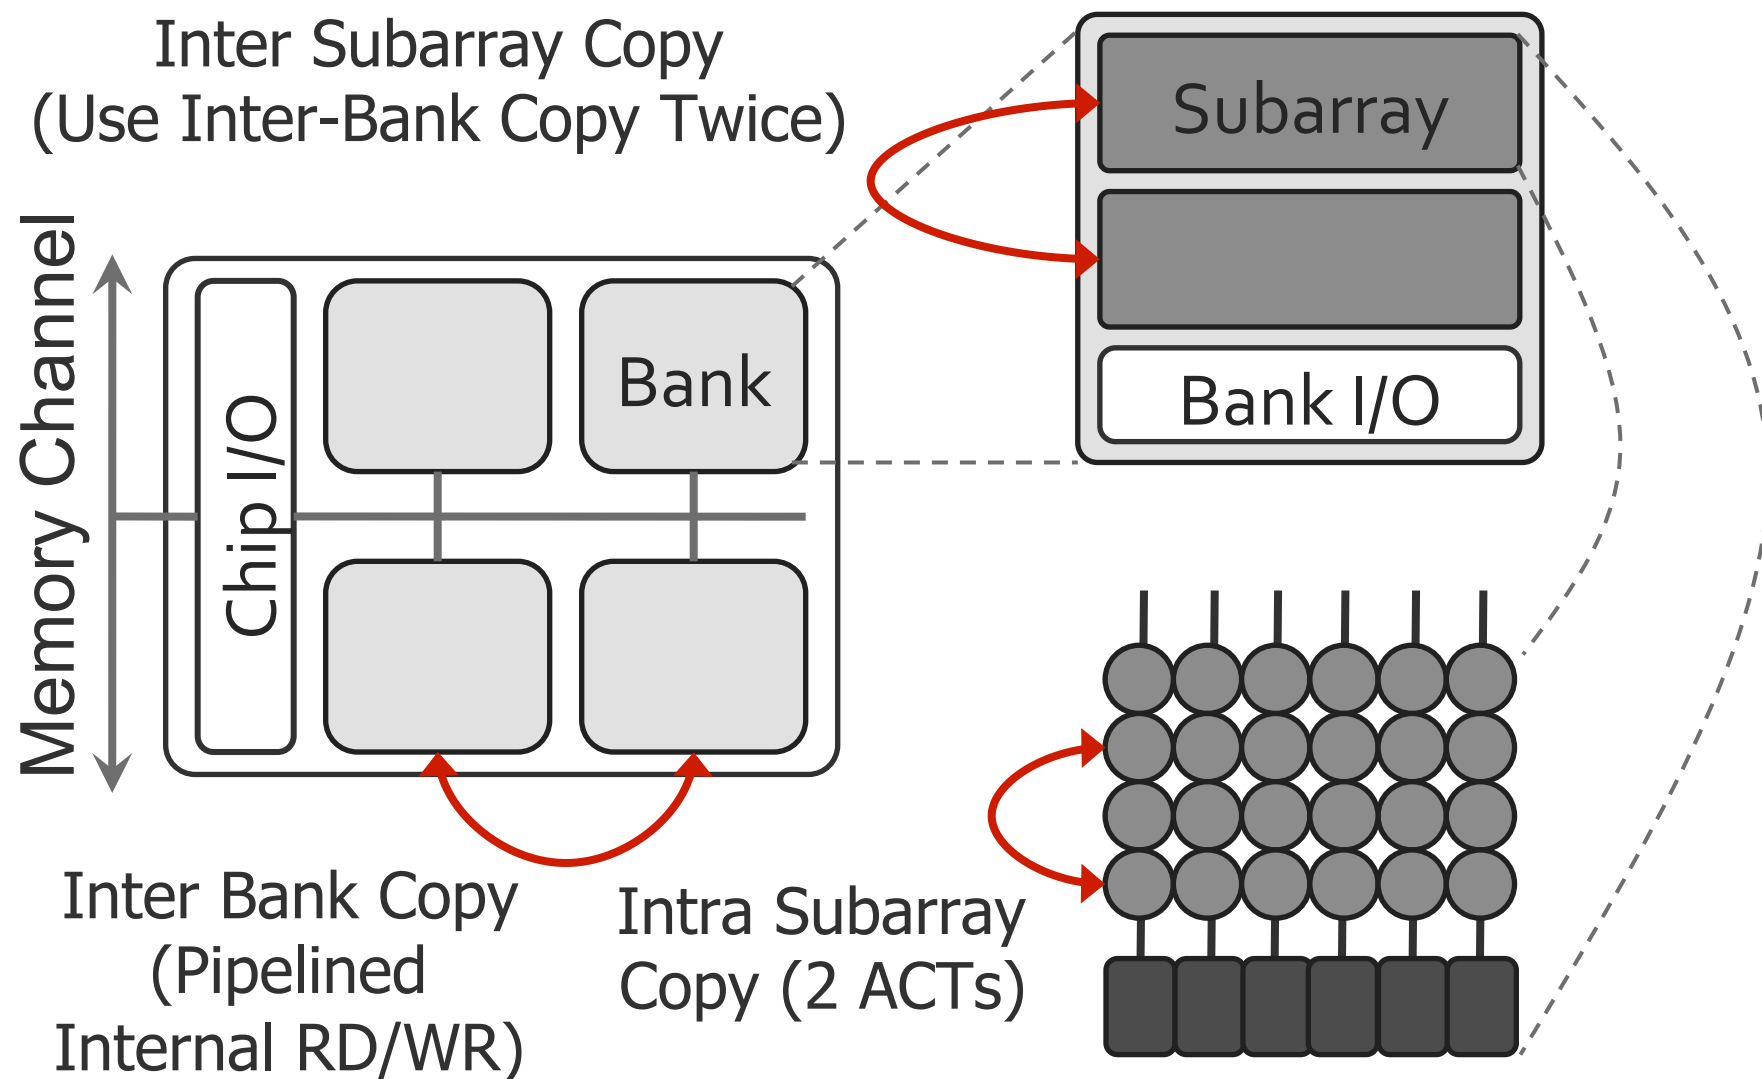 Inter Subarray Copy
(Use Inter-Bank Copy Twice)
Subarray
Bank I/O
Memory Channel
Chip I/O
Bank
Inter Bank Copy
(Pipelined
Internal RD/WR)
Intra Subarray
Copy (2 ACTs)